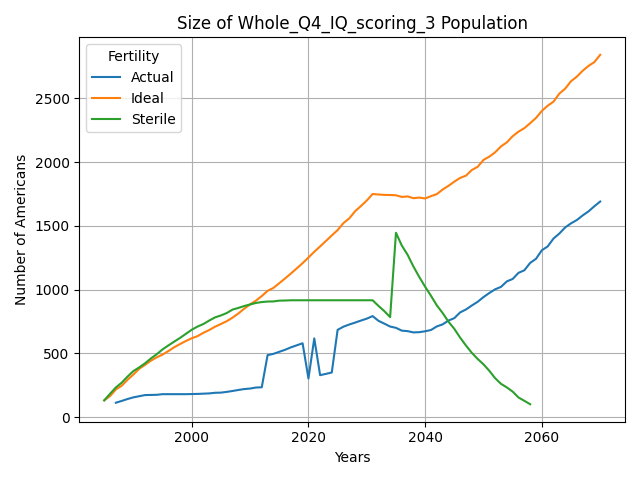 Size of Whole_Q4_IQ_scoring_3 Population
Fertility
Actual
Ideal
Sterile
Number of Americans
2500
2000
1500
1000
500
0
2000
2020
2040
2060
Years